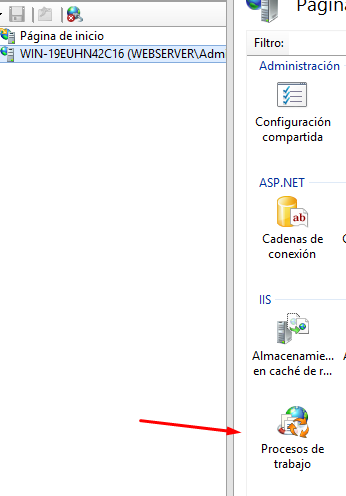 Página de inicio
WIN-19EUHN42C16 (WEBSERVER\Adm
Página
Filtro:
Administración
Configuración
compartida
ASP.NET
ab
Cadenas de
conexión
IIS
Almacenamie...
en caché de r...
Procesos de
trabajo